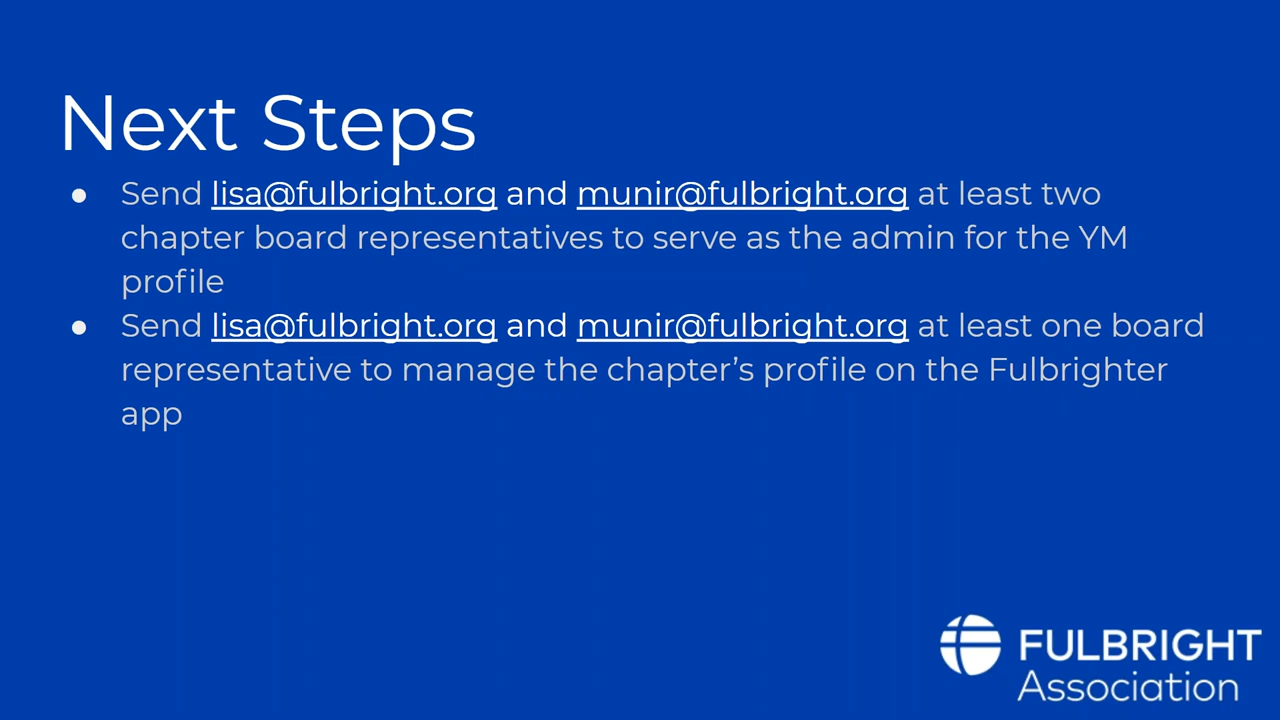 Next Steps
● Send lisa@fulbright.org and munir@fulbright.org at least two
chapter board representatives to serve as the admin for the YM
profile
● Send lisa@fulbright.org and munir@fulbright.org at least one board
representative to manage the chapter’s profile on the Fulbrighter
app
FULBRIGHT
Association